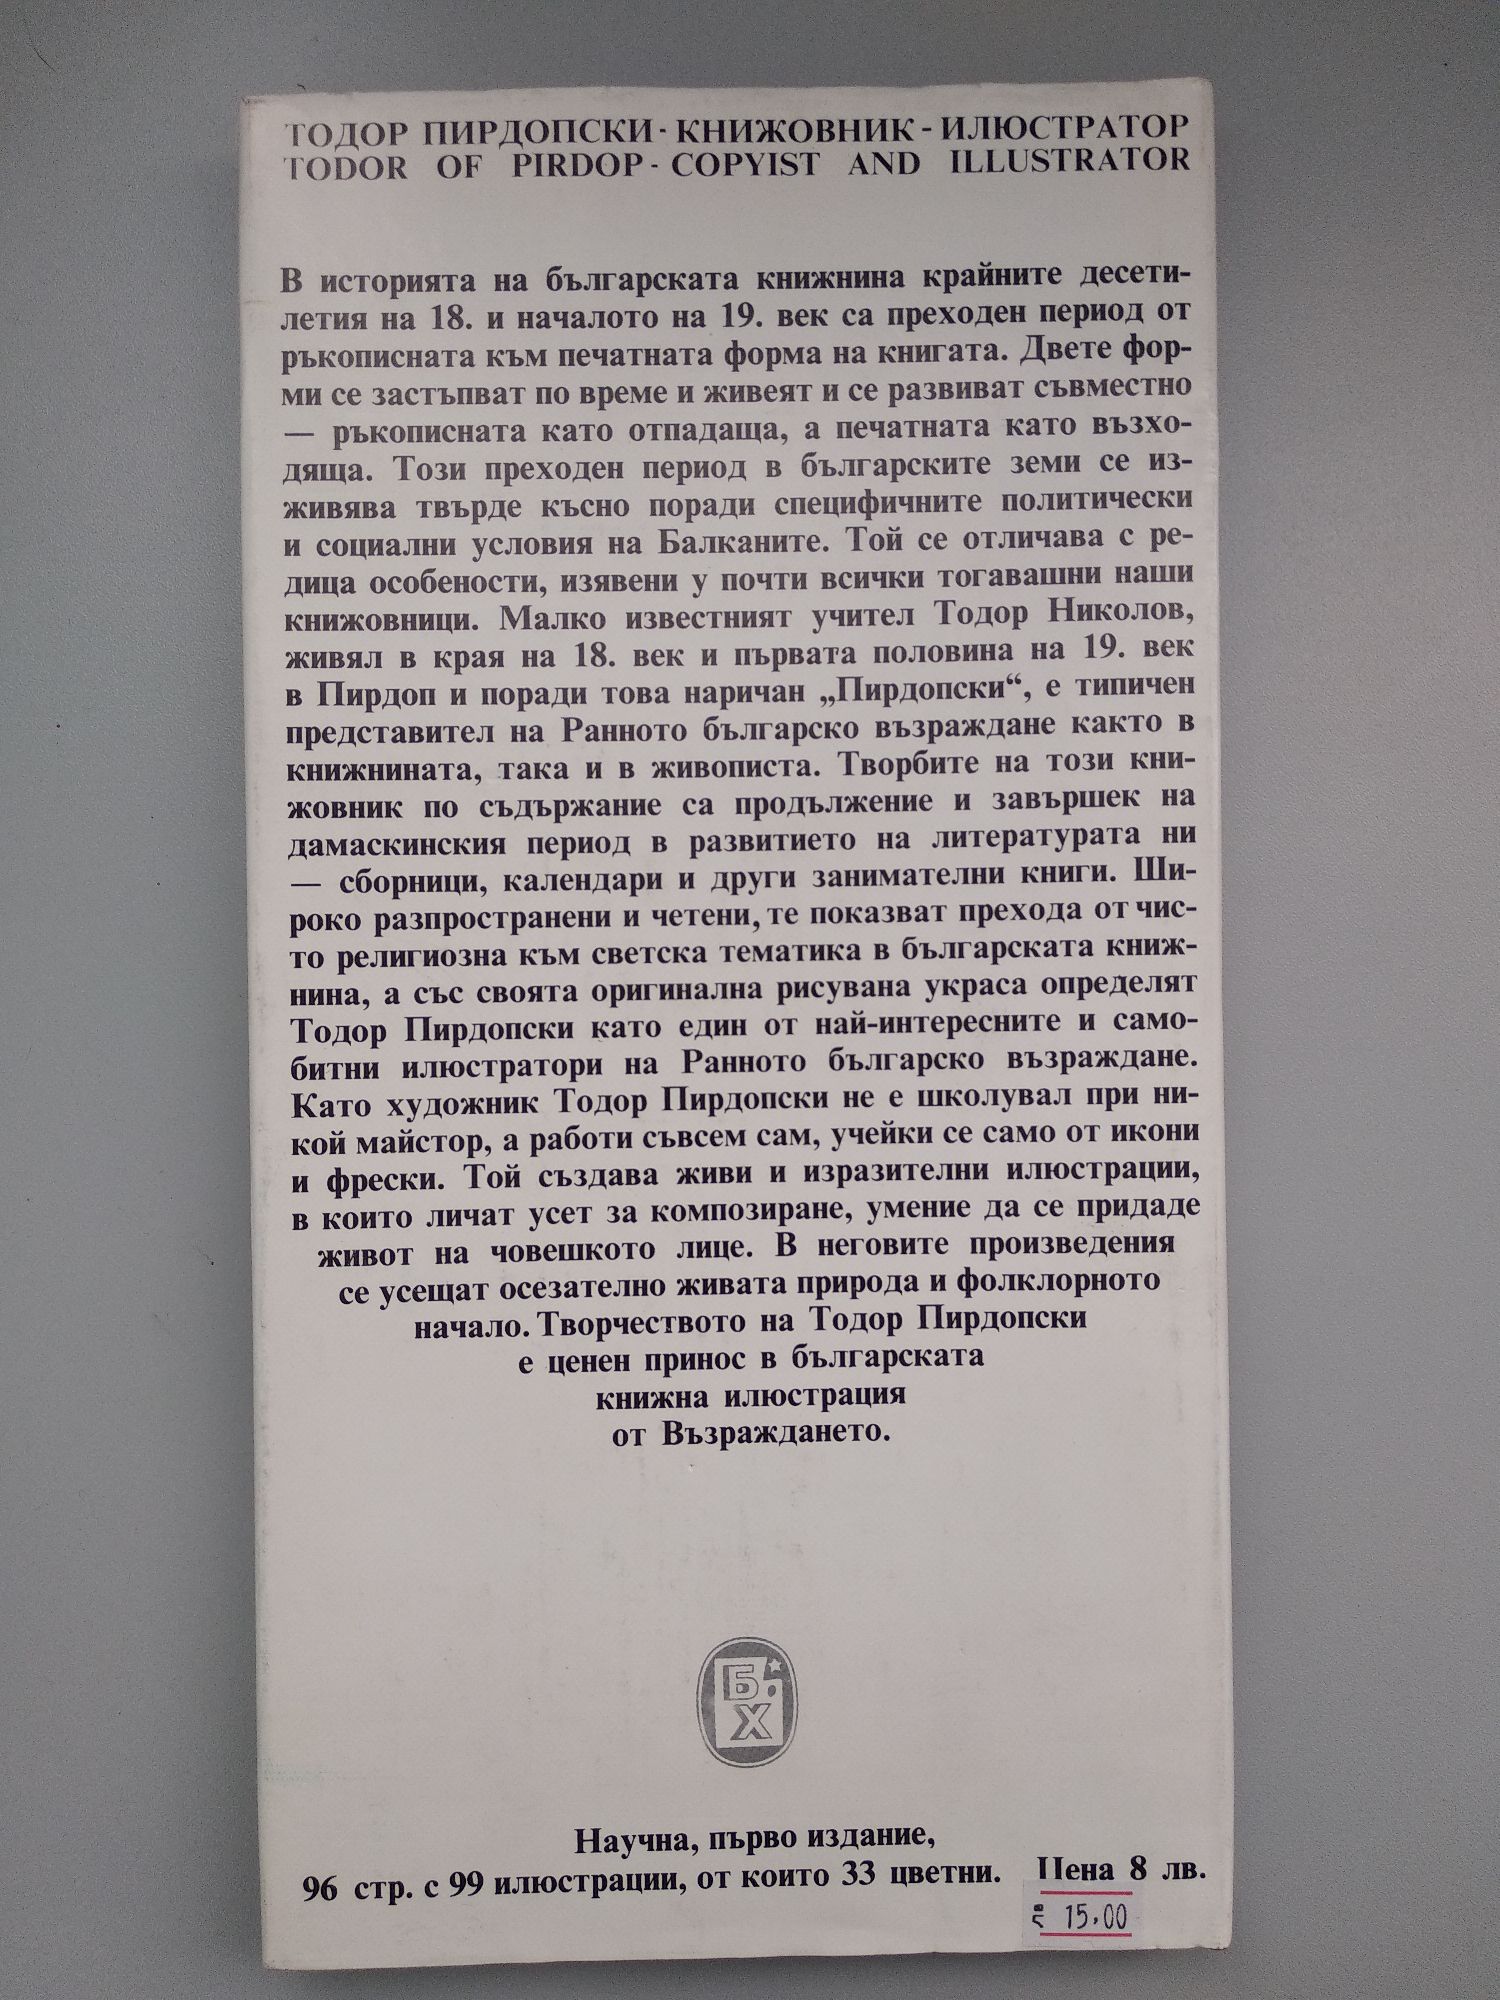 ТОДОР ПИРДОПСКИ - КНИЖОВНИК - ИЛЮСТРАТОР
TODOR OF PIRDOP - COPYIST AND ILLUSTRATOR
В историята на българската книжнина крайните десети-
летия на 18. и началото на 19. век са преходен период от
ръкописната към печатната форма на книгата. Двете фор-
ми се застъпват по време и живеят и се развиват съвместно
— ръкописната като отпадаща, а печатната като възхо-
дяща. Този преходен период в българските земи се из-
живява твърде късно поради специфичните политически
и социални условия на Балканите. Той се отличава с ре-
дица особености, изявени у почти всички тогавашни наши
книжовници. Малко известният учител Тодор Николов,
живял в края на 18. век и първата половина на 19. век
в Пирдоп и поради това наричан „Пирдопски“, е типичен
представител на Ранното българско възраждане както в
книжнината, така и в живописта. Творбите на този кни-
жовник по съдържание са продължение и завършек на
дамаскинския период в развитието на литературата ни
— сборници, календари и други занимателни книги. Ши-
роко разпространени и четени, те показват прехода от чис-
то религиозна към светска тематика в българската книж-
нина, а със своята оригинална рисувана украса определят
Тодор Пирдопски като един от най-интересните и само-
битни илюстратори на Ранното българско възраждане.
Като художник Тодор Пирдопски не е школувал при ни-
кой майстор, а работи съвсем сам, учейки се само от икони
и фрески. Той създава живи и изразителни илюстрации,
в които личат усет за композиране, умение да се придаде
живот на човешкото лице. В неговите произведения
се усещат осезателно живата природа и фолклорното
начало. Творчеството на Тодор Пирдопски
е ценен принос в българската
книжна илюстрация
от Възраждането.
Б
Х
Научна, първо издание,
96 стр. с 99 илюстрации, от които 33 цветни. Цена 8 лв.
15,00